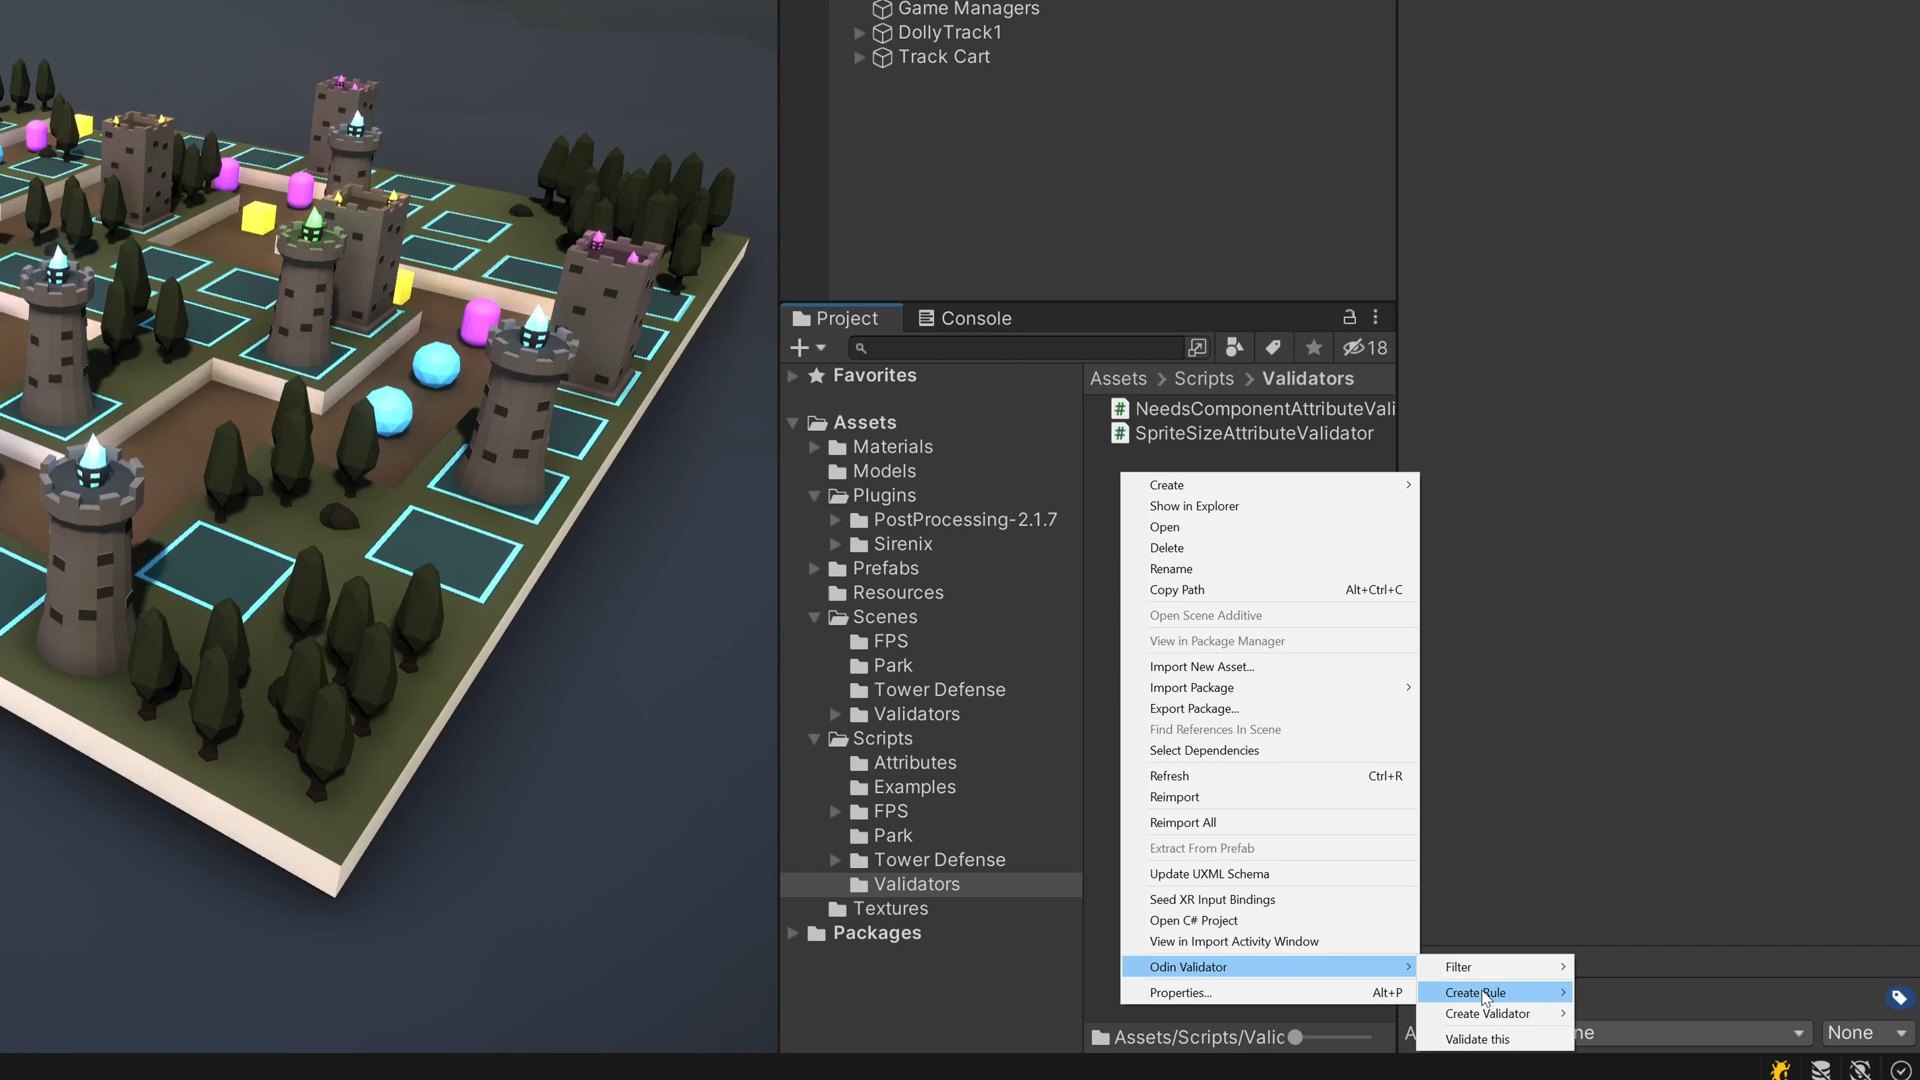 Game Managers
DollyTrack1
Track Cart
Project
Console
18
Favorites
Assets
Materials
Models
Plugins
PostProcessing-2.1.7
Sirenix
Prefabs
Resources
Scenes
FPS
Park
Tower Defense
Validators
Scripts
Attributes
Examples
FPS
Park
Tower Defense
Validators
Textures
Packages
Assets > Scripts > Validators
NeedsComponentAttributeVali
SpriteSizeAttributeValidator
Create
Show in Explorer
Open
Delete
Rename
Copy Path Alt+Ctrl+C
Open Scene Additive
View in Package Manager
Import New Asset...
Import Package
Export Package...
Find References In Scene
Select Dependencies
Refresh Ctrl+R
Reimport
Reimport All
Extract From Prefab
Update UXML Schema
Seed XR Input Bindings
Open C# Project
View in Import Activity Window
Odin Validator
Properties... Alt+P
Filter
Create Rule
Create Validator
Validate this
Assets/Scripts/Valic
A
ne
None